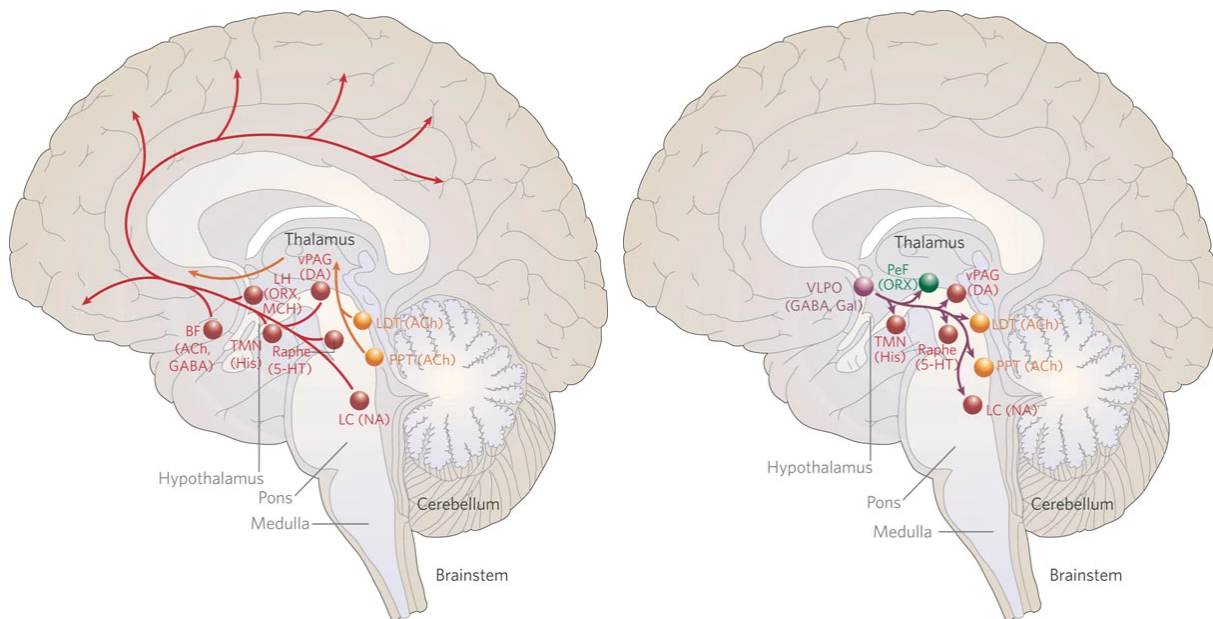 Thalamus
vPAG
(DA)
LH
(ORX,
MCH)
BF
(ACh,
GABA)
TMN
(His)
Raphe
(5-HT)
LDT (ACh)
PPT (ACh)
LC (NA)
Hypothalamus
Pons
Medulla
Cerebellum
Brainstem
Thalamus
PeF
(ORX)
vPAG
(DA)
VLPO
(GABA, Gal)
TMN
(His)
Raphe
(5-HT)
LDT (ACh)
PPT (ACh)
LC (NA)
Hypothalamus
Pons
Medulla
Cerebellum
Brainstem